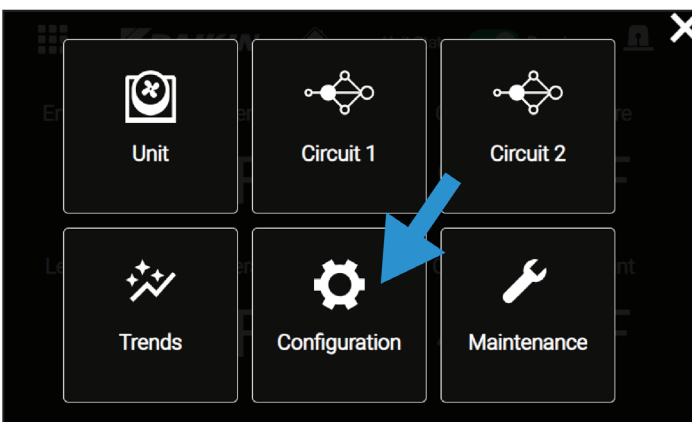 Unit
Circuit 1
Circuit 2
Trends
Configuration
Maintenance